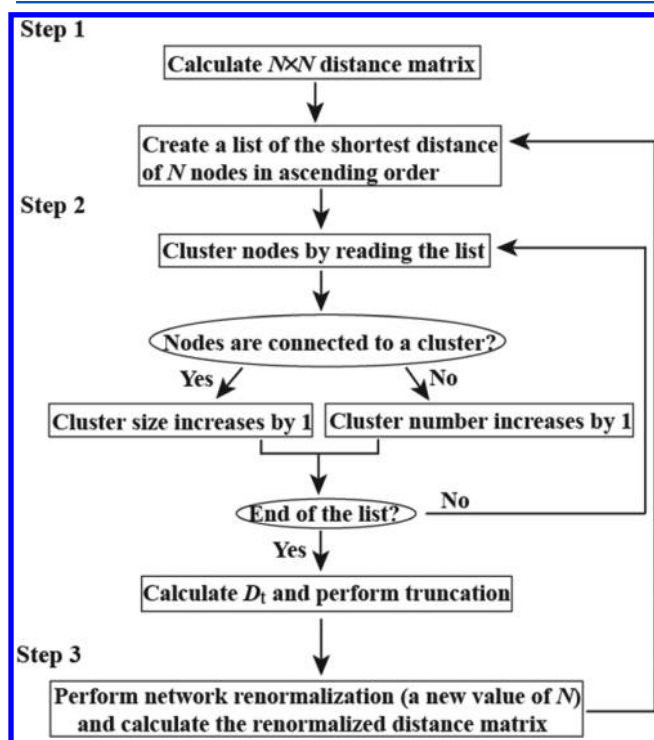 Step 1
Calculate N×N distance matrix
Create a list of the shortest distance
of N nodes in ascending order
Step 2
Cluster nodes by reading the list
Nodes are connected to a cluster?
Yes
No
Cluster size increases by 1
Cluster number increases by 1
End of the list?
No
Yes
Calculate Dt and perform truncation
Step 3
Perform network renormalization (a new value of N)
and calculate the renormalized distance matrix